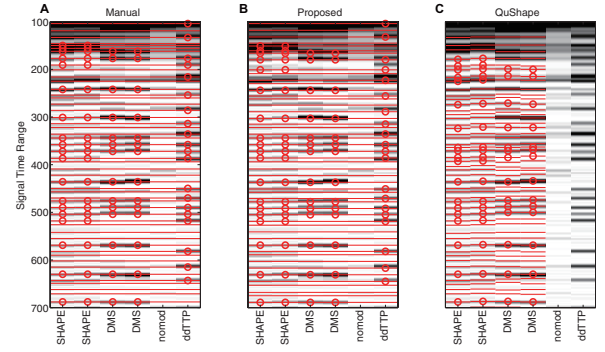 A Manual
B Proposed
C QuShape
Signal Time Range
100
200
300
400
500
600
700
SHAPE
SHAPE
DMS
DMS
nomod
ddTTP
SHAPE
SHAPE
DMS
DMS
nomod
ddTTP
SHAPE
SHAPE
DMS
DMS
nomod
ddTTP